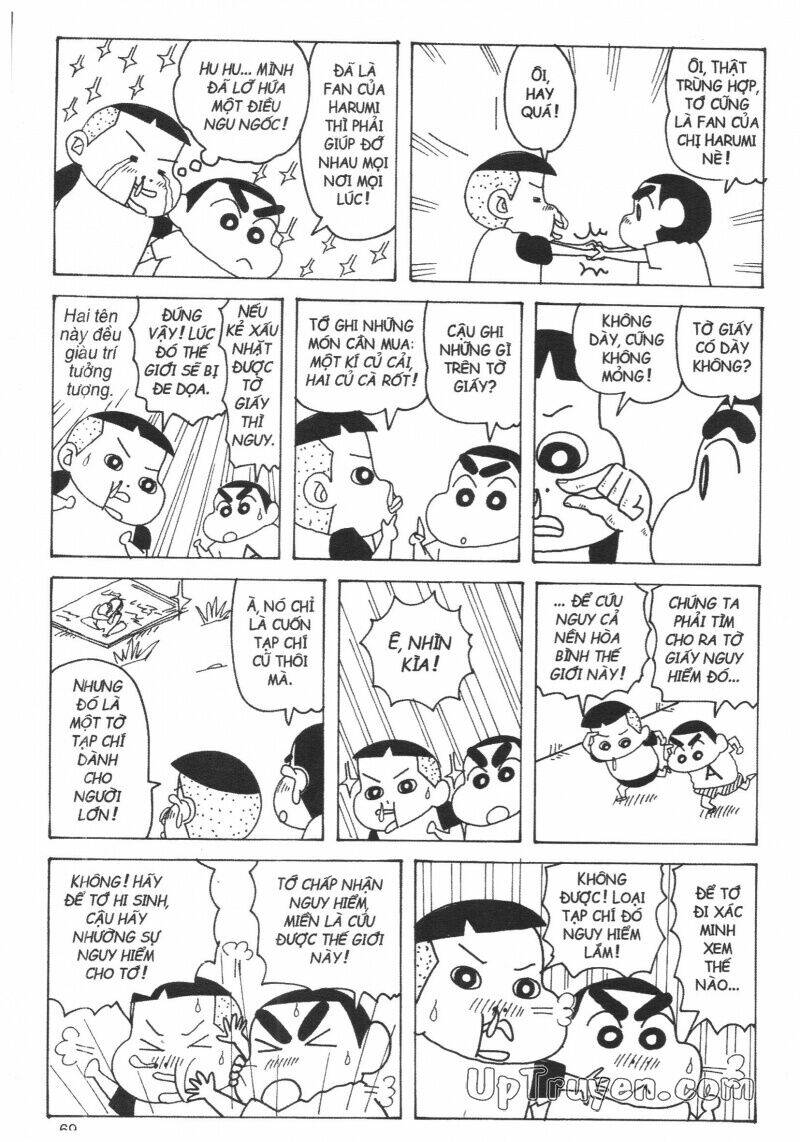 ÔI, THẬT
TRÙNG HỢP,
TỚ CŨNG
LÀ FAN CỦA
CHỊ HARUMI
NÈ!
ÔI,
HAY
QUÁ!
ĐÃ LÀ
FAN CỦA
HARUMI
THÌ PHẢI
GIÚP ĐỠ
NHAU MỌI
NƠI MỌI
LÚC!
HU HU... MÌNH
ĐÃ LỠ HỨA
MỘT ĐIỀU
NGU NGỐC!
TỜ GIẤY
CÓ DÀY
KHÔNG?
KHÔNG
DÀY, CŨNG
KHÔNG
MỎNG!
CẬU GHI
NHỮNG GÌ
TRÊN TỜ
GIẤY?
TỚ GHI NHỮNG
MÓN CẦN MUA:
MỘT KÍ CỦ CẢI,
HAI CỦ CÀ RỐT!
NẾU
KẺ XẤU
NHẶT
ĐƯỢC
TỜ
GIẤY
THÌ
NGUY.
ĐÚNG
VẬY! LÚC
ĐÓ THẾ
GIỚI SẼ BỊ
ĐE DỌA.
Hai tên
này đều
giàu trí
tưởng
tượng.
CHÚNG TA
PHẢI TÌM
CHO RA TỜ
GIẤY NGUY
HIỂM ĐÓ...
... ĐỂ CỨU
NGUY CẢ
NỀN HÒA
BÌNH THẾ
GIỚI NÀY!
A
Ê, NHÌN
KÌA!
À, NÓ CHỈ
LÀ CUỐN
TẠP CHÍ
CŨ THÔI
MÀ.
NHƯNG
ĐÓ LÀ
MỘT TỜ
TẠP CHÍ
DÀNH
CHO
NGƯỜI
LỚN!
ĐỂ TỚ
ĐI XÁC
MINH
XEM
THẾ
NÀO...
KHÔNG
ĐƯỢC! LOẠI
TẠP CHÍ ĐÓ
NGUY HIỂM
LẮM!
TỚ CHẤP NHẬN
NGUY HIỂM,
MIỄN LÀ CỨU
ĐƯỢC THẾ GIỚI
NÀY!
KHÔNG! HÃY
ĐỂ TỚ HI SINH,
CẬU HÃY
NHƯỜNG SỰ
NGUY HIỂM
CHO TỚ!
UpTruyen.com
69